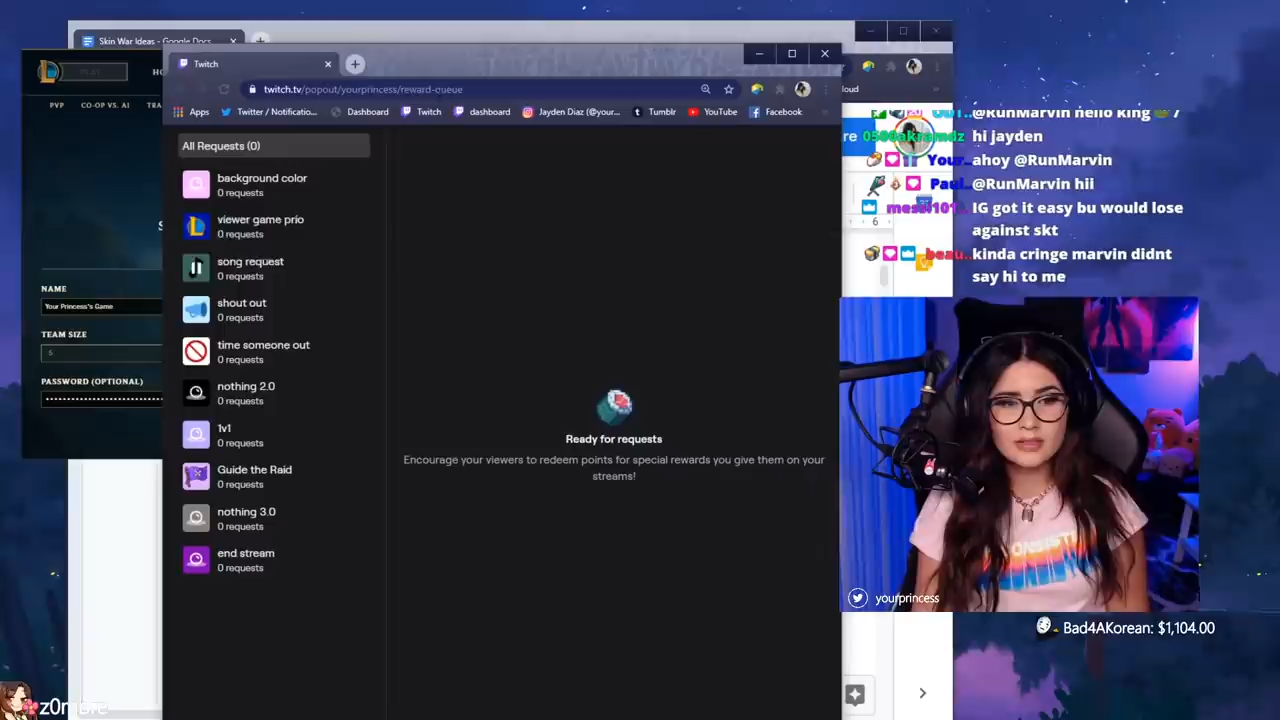 Skin War Ideas - Google Docs
Twitch
twitch.tv/popout/yourprincess/reward-queue
Apps
Twitter / Notificatio...
Dashboard
Twitch
dashboard
Jayden Diaz (@your...
Tumblr
YouTube
Facebook
PLAY
PVP
CO-OP VS. AI
NAME
Your Princess's Game
TEAM SIZE
5
PASSWORD (OPTIONAL)
All Requests (0)
background color
0 requests
viewer game prio
0 requests
song request
0 requests
shout out
0 requests
time someone out
0 requests
nothing 2.0
0 requests
1v1
0 requests
Guide the Raid
0 requests
nothing 3.0
0 requests
end stream
0 requests
Ready for requests
Encourage your viewers to redeem points for special rewards you give them on your
streams!
@RunMarvin hello king 7
hi jayden
Your.. ahoy @RunMarvin
Paul.. @RunMarvin hii
IG got it easy bu would lose
against skt
beau.. kinda cringe marvin didnt
say hi to me
6
yourprincess
Bad4AKorean: $1,104.00